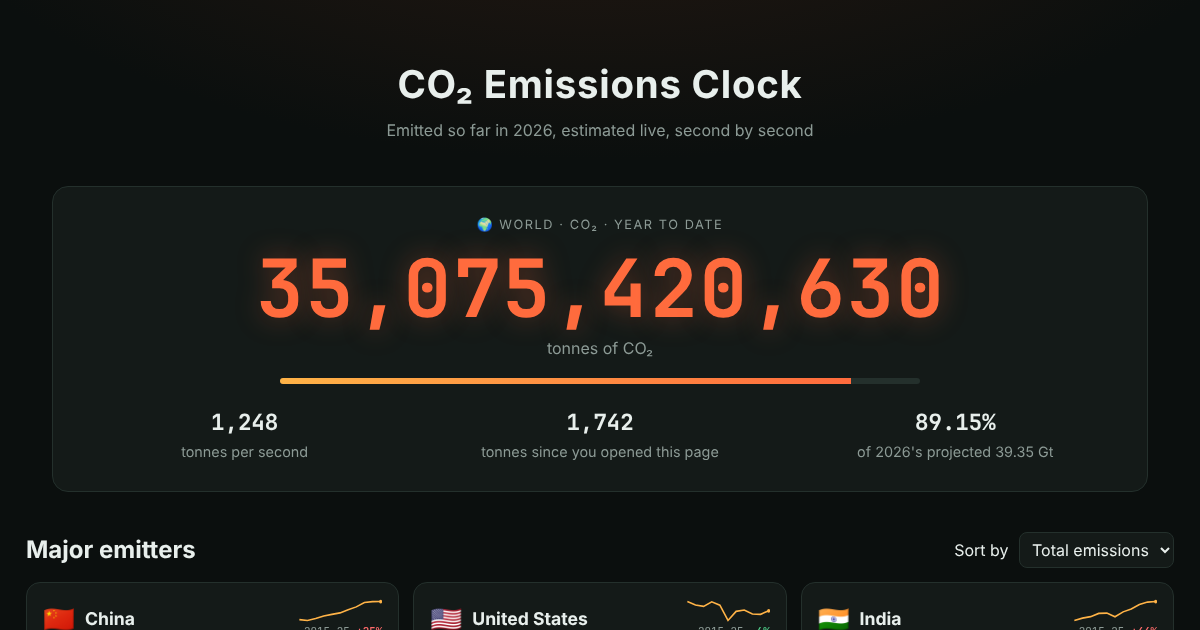 CO₂ Emissions Clock
Emitted so far in 2026, estimated live, second by second
WORLD · CO₂ · YEAR TO DATE
35,075,420,630
tonnes of CO₂
1,248
tonnes per second
1,742
tonnes since you opened this page
89.15%
of 2026's projected 39.35 Gt
Major emitters
Sort by
Total emissions
China
United States
India